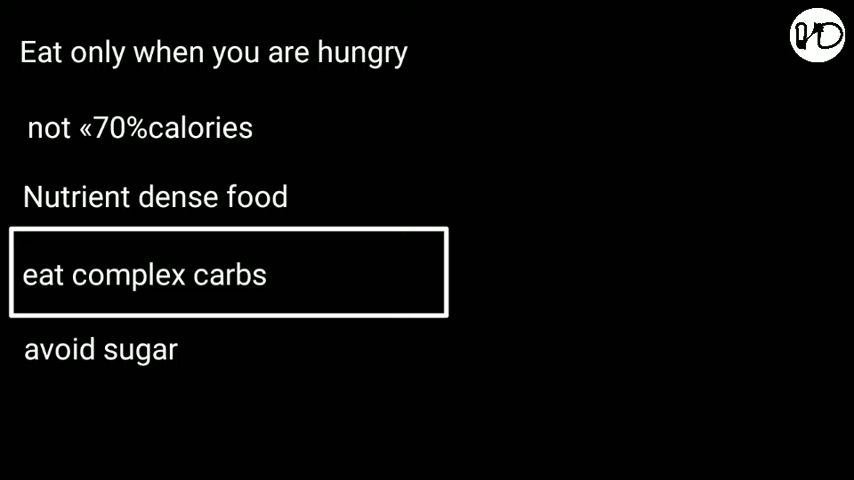 Eat only when you are hungry
not «70%calories
Nutrient dense food
eat complex carbs
avoid sugar